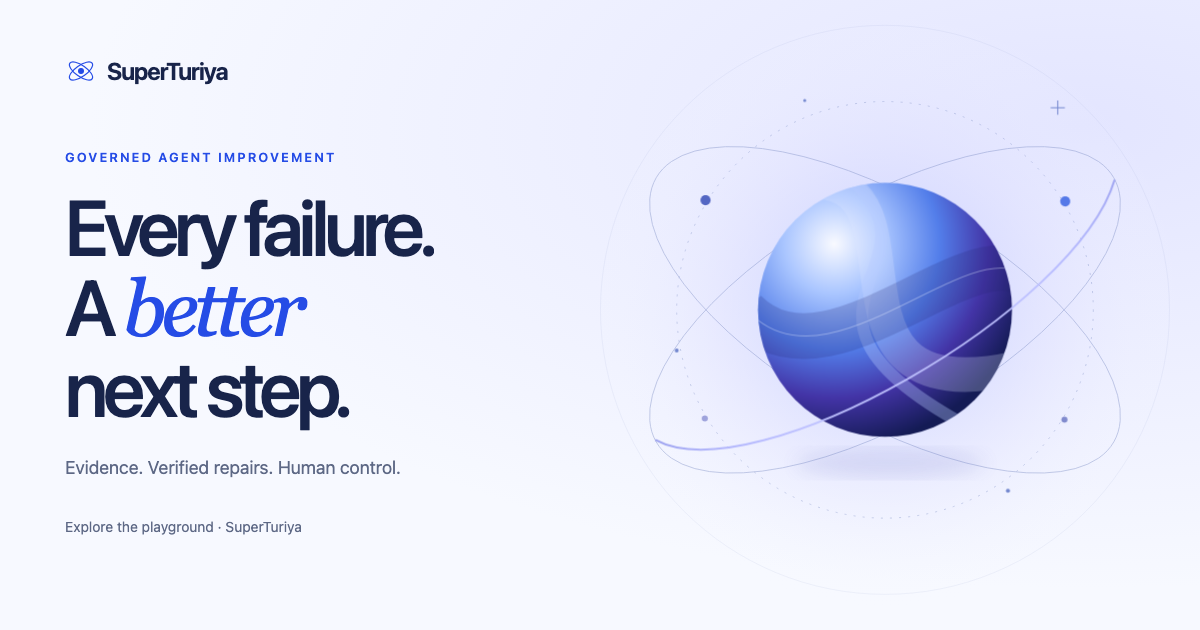 SuperTuriya
GOVERNED AGENT IMPROVEMENT
Every failure.
A better
next step.
Evidence. Verified repairs. Human control.
Explore the playground · SuperTuriya